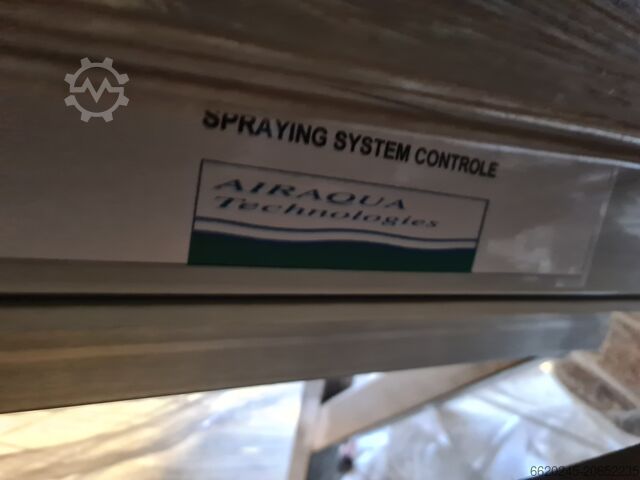 SPRAYING SYSTEM CONTROLE
AIRAQUA
Technologies